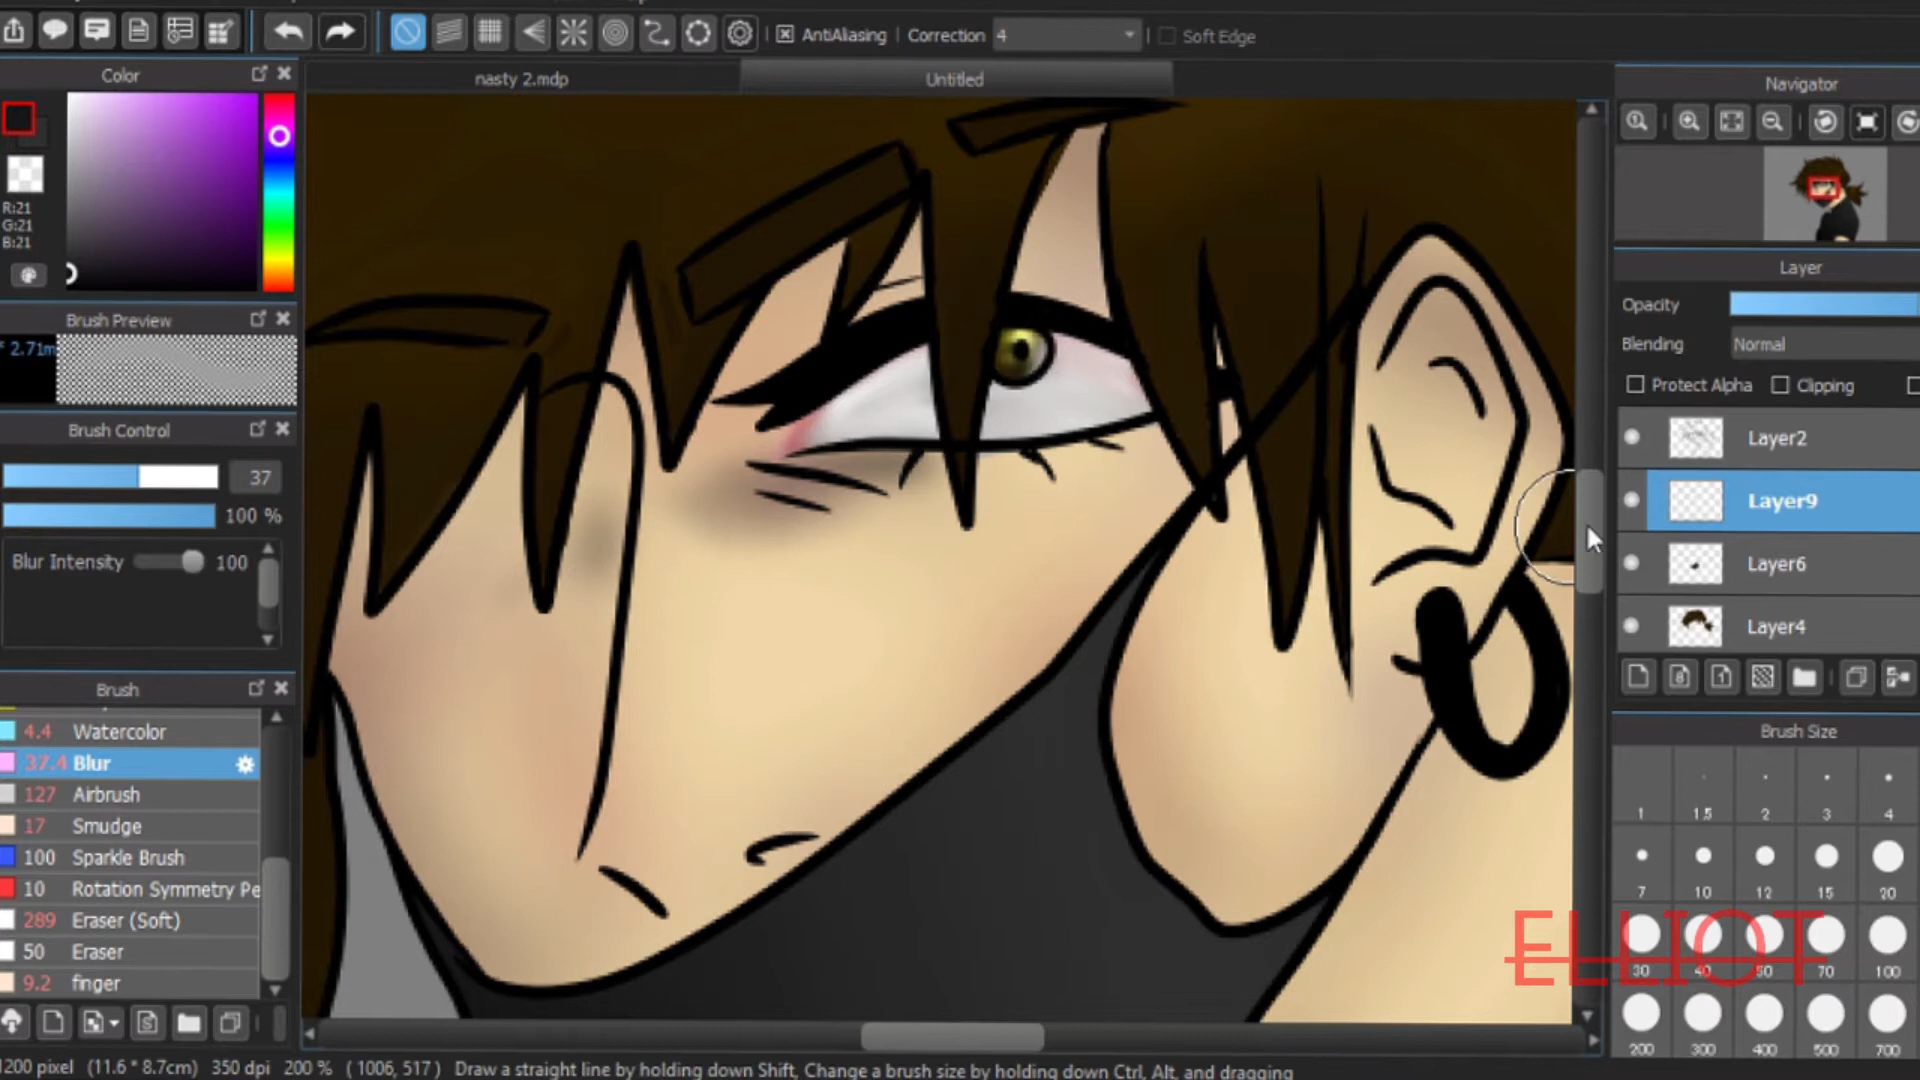 AntiAliasing
Correction
4
Soft Edge
Color
nasty 2.mdp
Untitled
Navigator
R:21
G:21
B:21
Brush Preview
* 2.71m
Brush Control
37
100 %
Blur Intensity
100
Brush
4.4 Watercolor
37.4 Blur
127 Airbrush
17 Smudge
100 Sparkle Brush
10 Rotation Symmetry Pe
289 Eraser (Soft)
50 Eraser
9.2 finger
Layer
Opacity
Blending
Normal
Protect Alpha
Clipping
Layer2
Layer9
Layer6
Layer4
8
1
Brush Size
1 1.5 2 3 4
7 10 12 15 20
30 40 50 70 100
200 300 400 500 700
ELLIOT
1200 pixel (11.6 * 8.7cm) 350 dpi 200 % ( 1006, 517 ) Draw a straight line by holding down Shift, Change a brush size by holding down Ctrl, Alt, and dragging